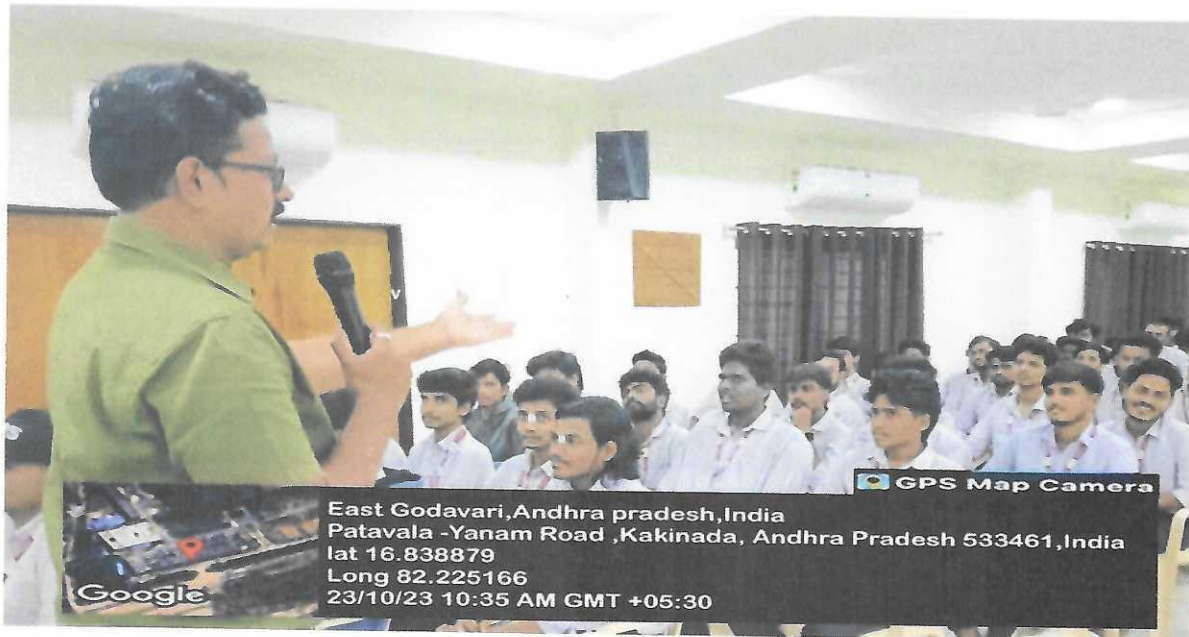 GPS Map Camera
East Godavari,Andhra pradesh,India
Patavala -Yanam Road ,Kakinada, Andhra Pradesh 533461,India
lat 16.838879
Long 82.225166
23/10/23 10:35 AM GMT +05:30
Google